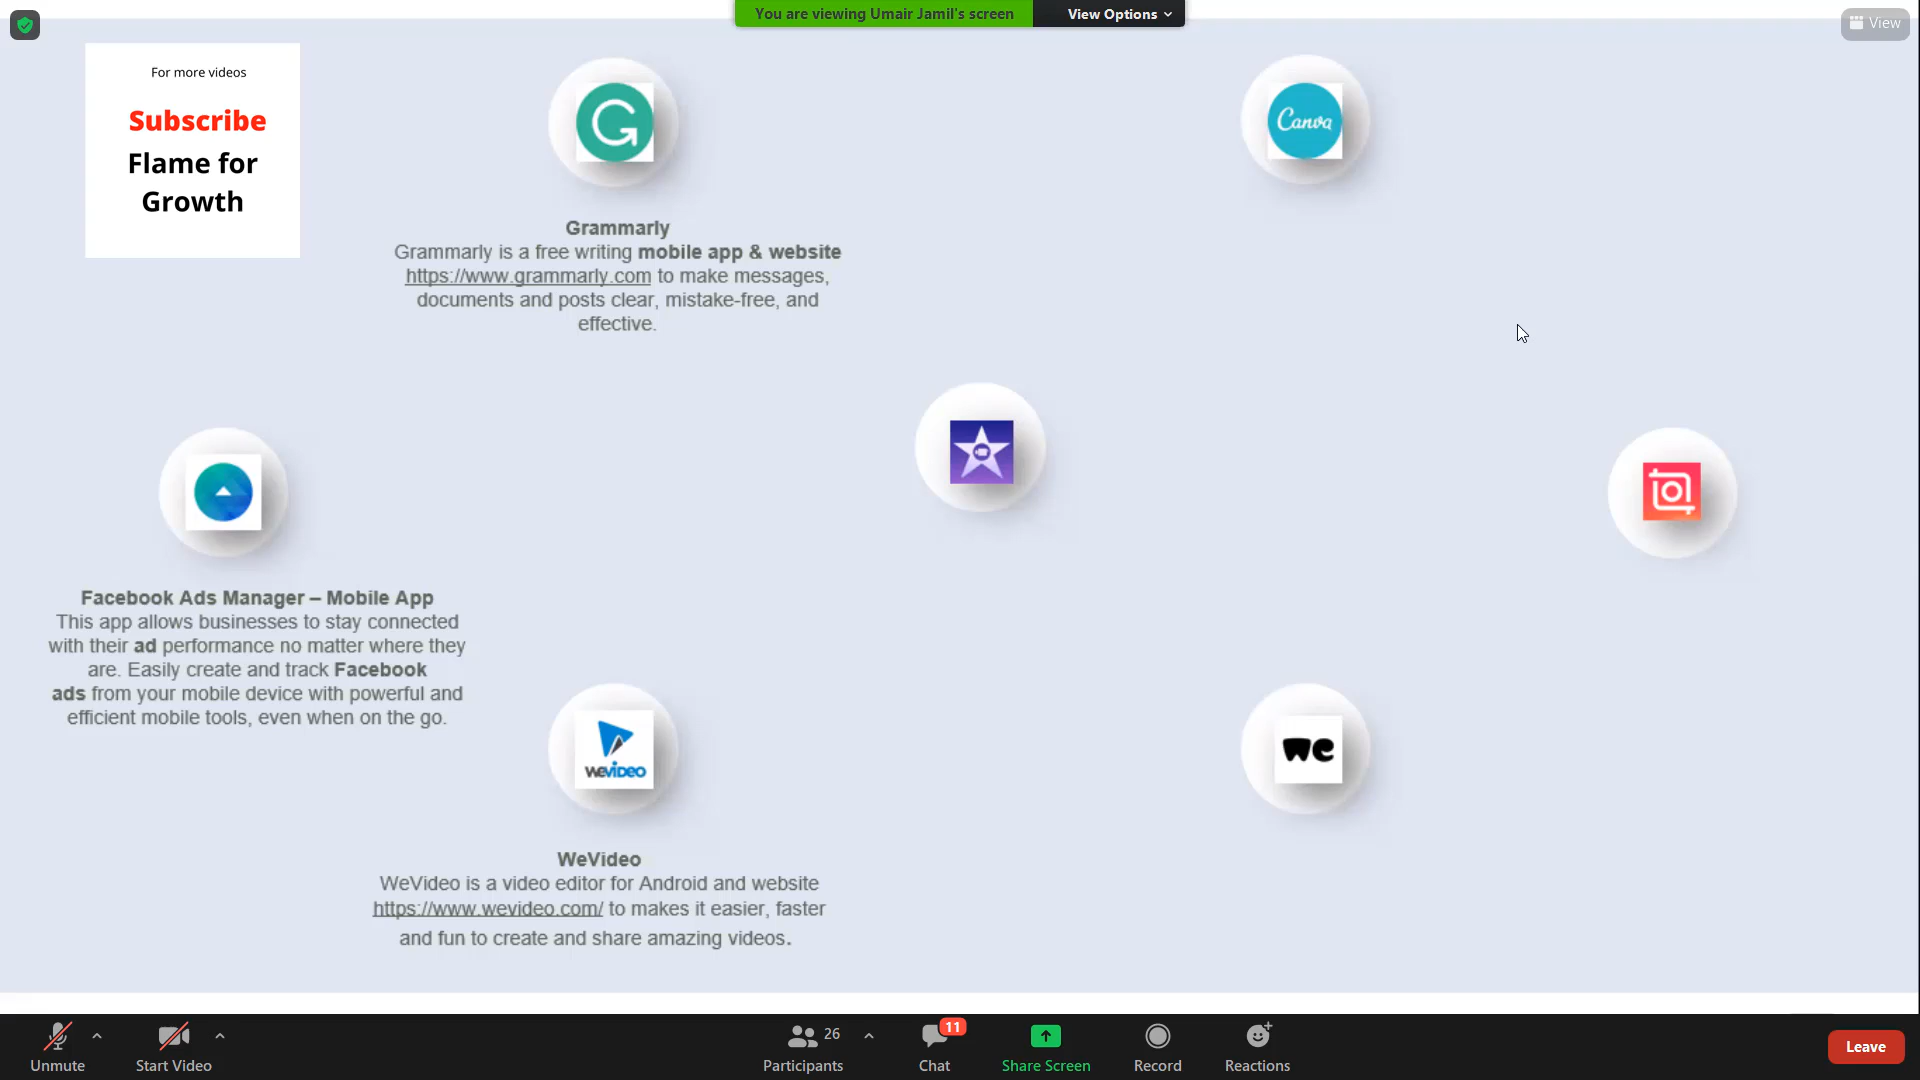 You are viewing Umair Jamil's screen
View Options
View
For more videos
Subscribe
Flame for
Growth
Canva
Grammarly
Grammarly is a free writing mobile app & website
https://www.grammarly.com to make messages,
documents and posts clear, mistake-free, and
effective.
Facebook Ads Manager – Mobile App
This app allows businesses to stay connected
with their ad performance no matter where they
are. Easily create and track Facebook
ads from your mobile device with powerful and
efficient mobile tools, even when on the go.
WEVIDEO
we
WeVideo
WeVideo is a video editor for Android and website
https://www.wevideo.com/ to makes it easier, faster
and fun to create and share amazing videos.
Unmute
Start Video
26
Participants
11
Chat
Share Screen
Record
Reactions
Leave